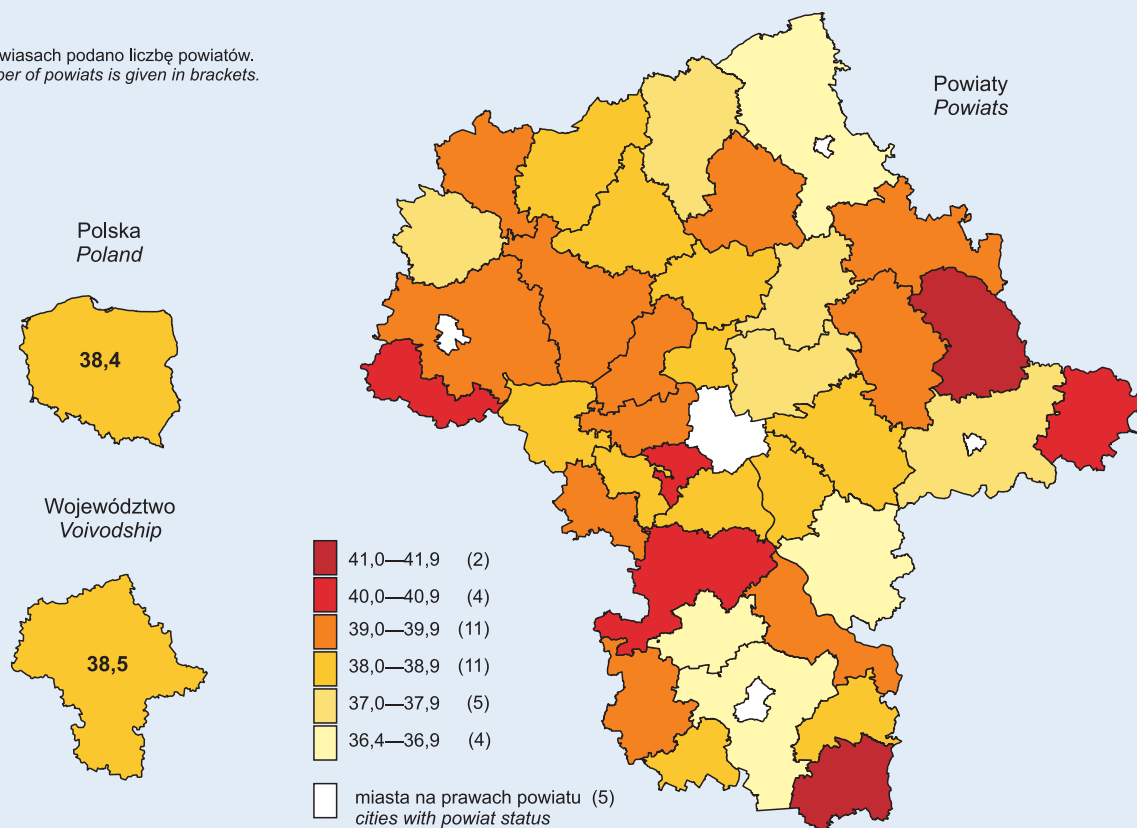 wiasach podano liczbę powiatów.
of powiats is given in brackets.
Powiaty
Powiats
Polska
Poland
38,4
Województwo
Voivodship
38,5
41,0—41,9 (2)
40,0—40,9 (4)
39,0—39,9 (11)
38,0—38,9 (11)
37,0—37,9 (5)
36,4—36,9 (4)
miasta na prawach powiatu (5)
cities with powiat status